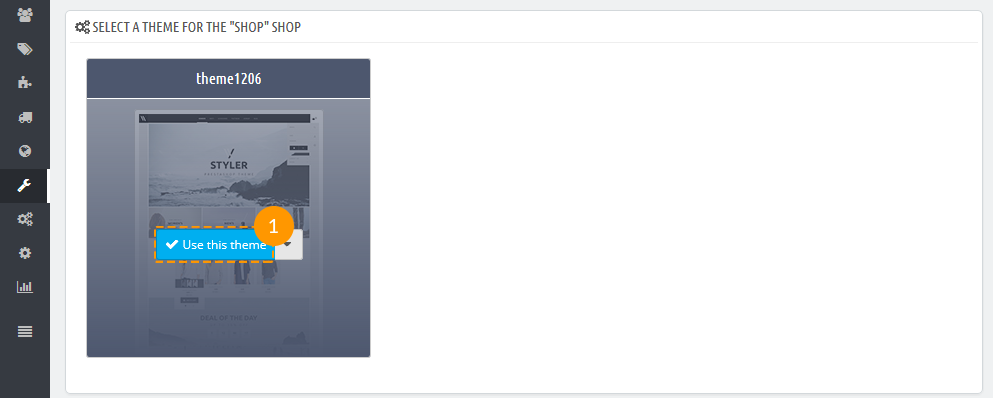 SELECT A THEME FOR THE "SHOP" SHOP
theme1206
STYLER
1
Use this theme
DEAL OF THE DAY